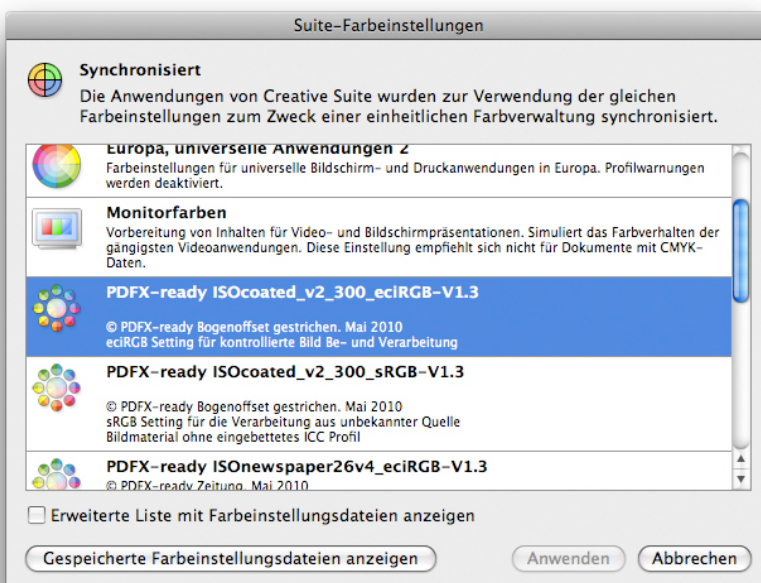 Suite-Farbeinstellungen
Synchronisiert
Die Anwendungen von Creative Suite wurden zur Verwendung der gleichen
Farbeinstellungen zum Zweck einer einheitlichen Farbverwaltung synchronisiert.
Europa, universelle Anwendungen 2
Farbeinstellungen für universelle Bildschirm- und Druckanwendungen in Europa. Profilwarnungen
werden deaktiviert.
Monitorfarben
Vorbereitung von Inhalten für Video- und Bildschirmpräsentationen. Simuliert das Farbverhalten der
gängigsten Videoanwendungen. Diese Einstellung empfiehlt sich nicht für Dokumente mit CMYK-
Daten.
PDFX-ready ISOcoated_v2_300_eciRGB-V1.3
© PDFX-ready Bogenoffset gestrichen. Mai 2010
eciRGB Setting für kontrollierte Bild Be- und Verarbeitung
PDFX-ready ISOcoated_v2_300_sRGB-V1.3
© PDFX-ready Bogenoffset gestrichen. Mai 2010
sRGB Setting für die Verarbeitung aus unbekannter Quelle
Bildmaterial ohne eingebettetes ICC Profil
PDFX-ready ISOnewspaper26v4_eciRGB-V1.3
© PDFX-ready Zeitung. Mai 2010
Erweiterte Liste mit Farbeinstellungsdateien anzeigen
Gespeicherte Farbeinstellungsdateien anzeigen
Anwenden
Abbrechen